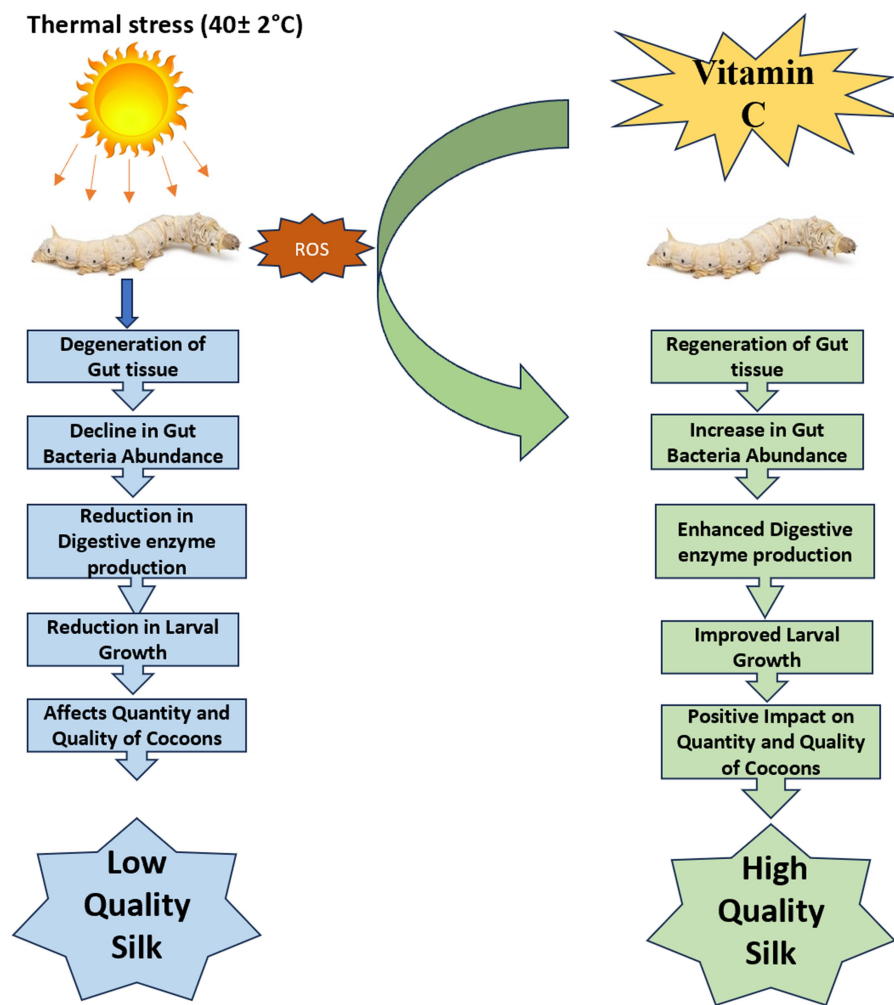 Thermal stress (40± 2°C)
Vitamin
C
ROS
Degeneration of
Gut tissue
Decline in Gut
Bacteria Abundance
Reduction in
Digestive enzyme
production
Reduction in Larval
Growth
Affects Quantity and
Quality of Cocoons
Low
Quality
Silk
Regeneration of Gut
tissue
Increase in Gut
Bacteria Abundance
Enhanced Digestive
enzyme production
Improved Larval
Growth
Positive Impact on
Quantity and Quality
of Cocoons
High
Quality
Silk